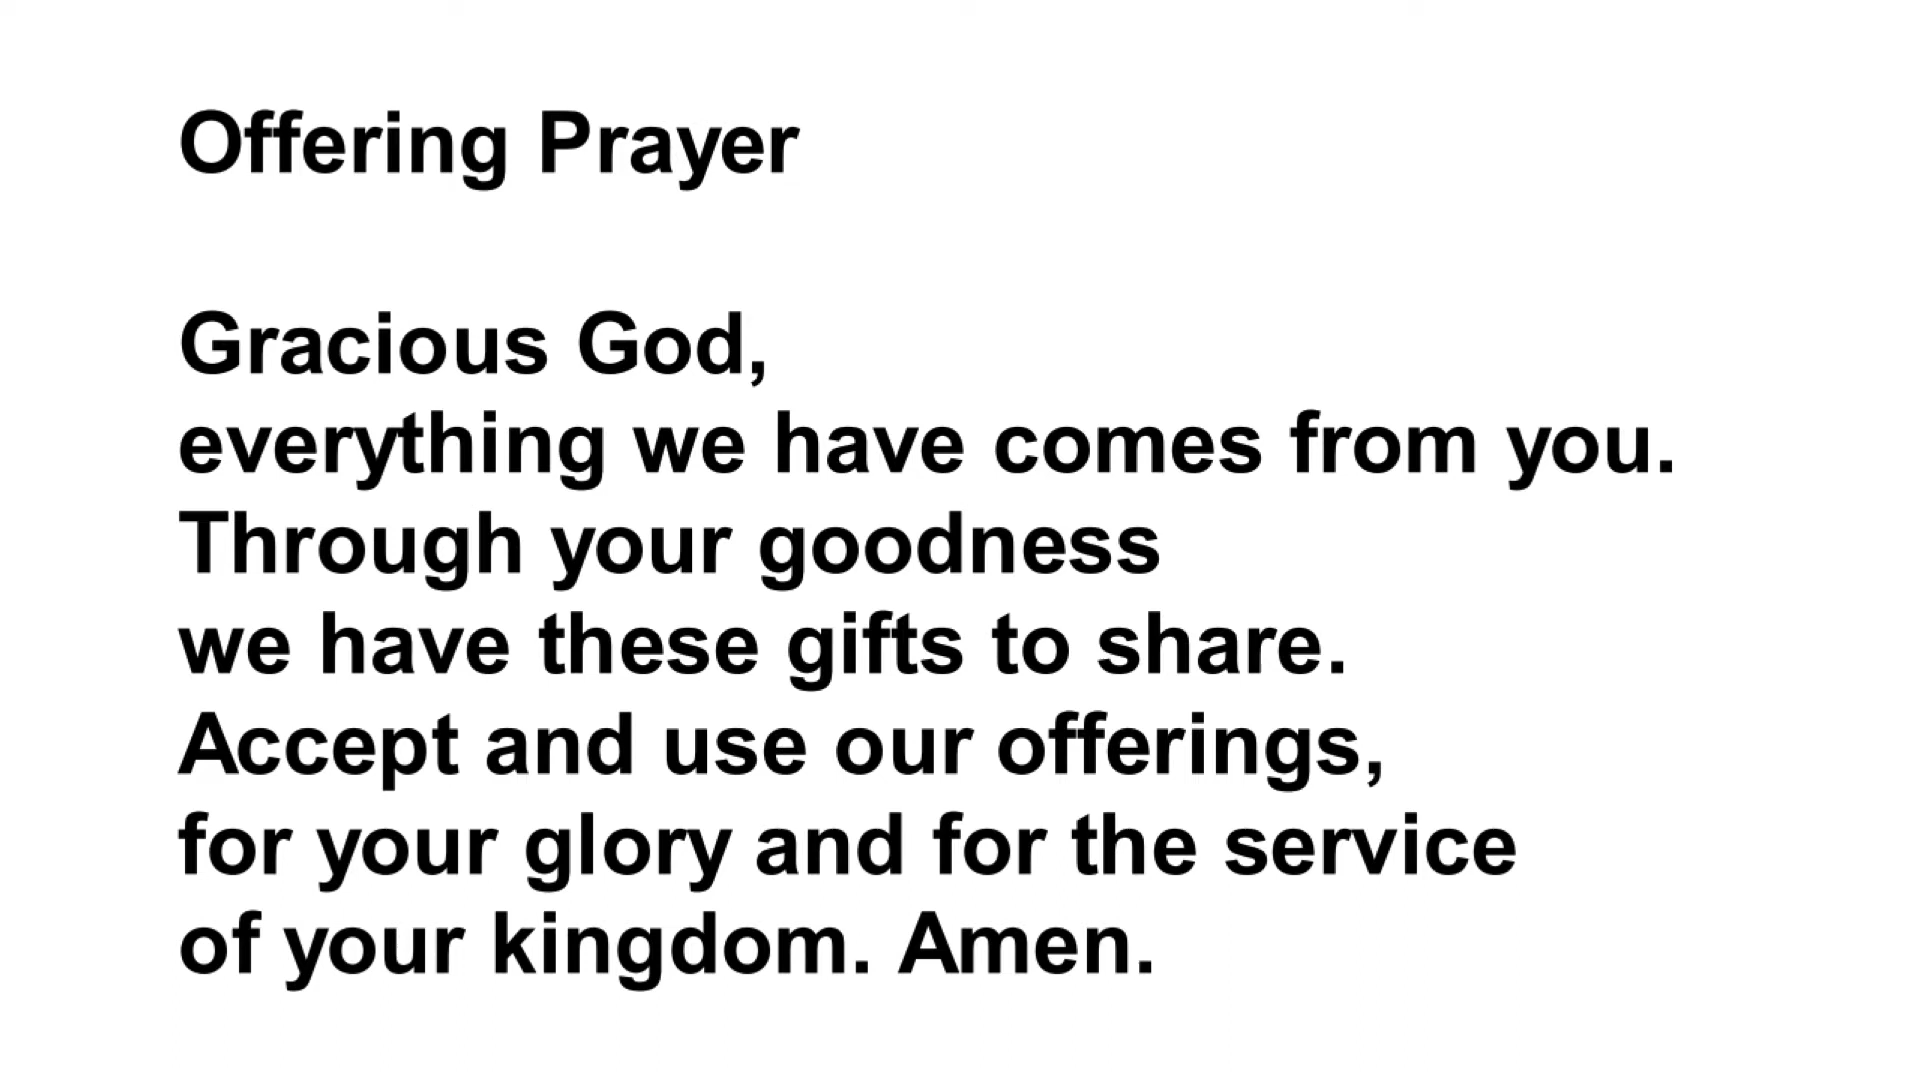 Offering Prayer
Gracious God,
everything we have comes from you.
Through your goodness
we have these gifts to share.
Accept and use our offerings,
for your glory and for the service
of your kingdom. Amen.